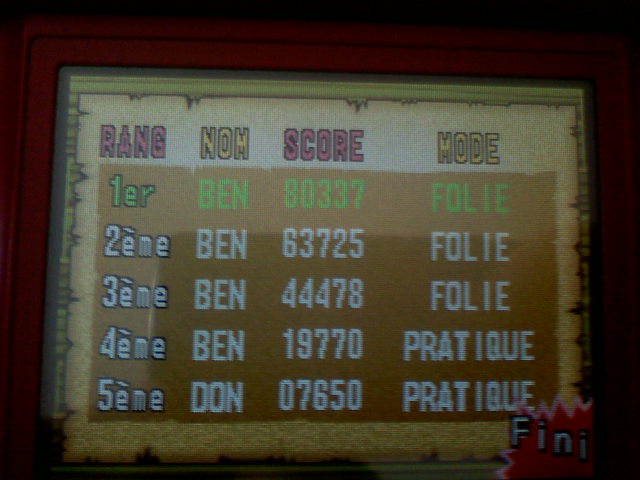 RANG NOM SCORE MODE
1er BEN 80337 FOLIE
2ème BEN 63725 FOLIE
3ème BEN 44478 FOLIE
4ème BEN 19770 PRATIQUE
5ème DON 07650 PRATIQUE
Fini